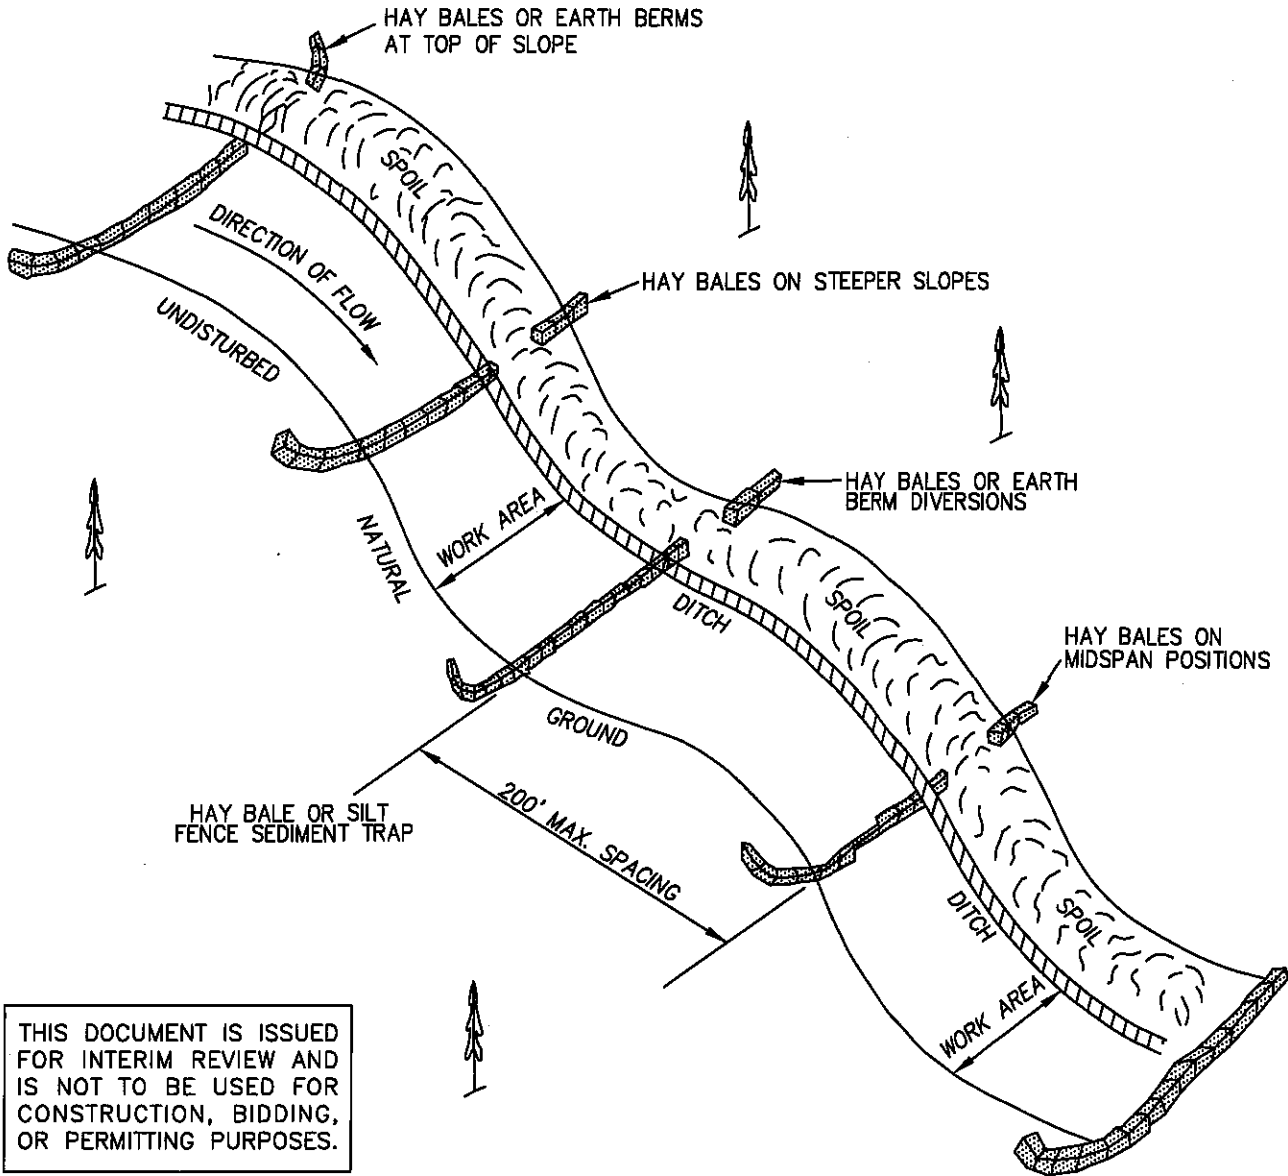 HAY BALES OR EARTH BERMS
AT TOP OF SLOPE
SPOIL
DIRECTION OF FLOW
HAY BALES ON STEEPER SLOPES
UNDISTURBED
HAY BALES OR EARTH
BERM DIVERSIONS
WORK AREA
NATURAL
DITCH
SPOIL
HAY BALES ON
MIDSPAN POSITIONS
GROUND
HAY BALE OR SILT
FENCE SEDIMENT TRAP
200' MAX. SPACING
DITCH
SPOIL
WORK AREA
THIS DOCUMENT IS ISSUED
FOR INTERIM REVIEW AND
IS NOT TO BE USED FOR
CONSTRUCTION, BIDDING,
OR PERMITTING PURPOSES.